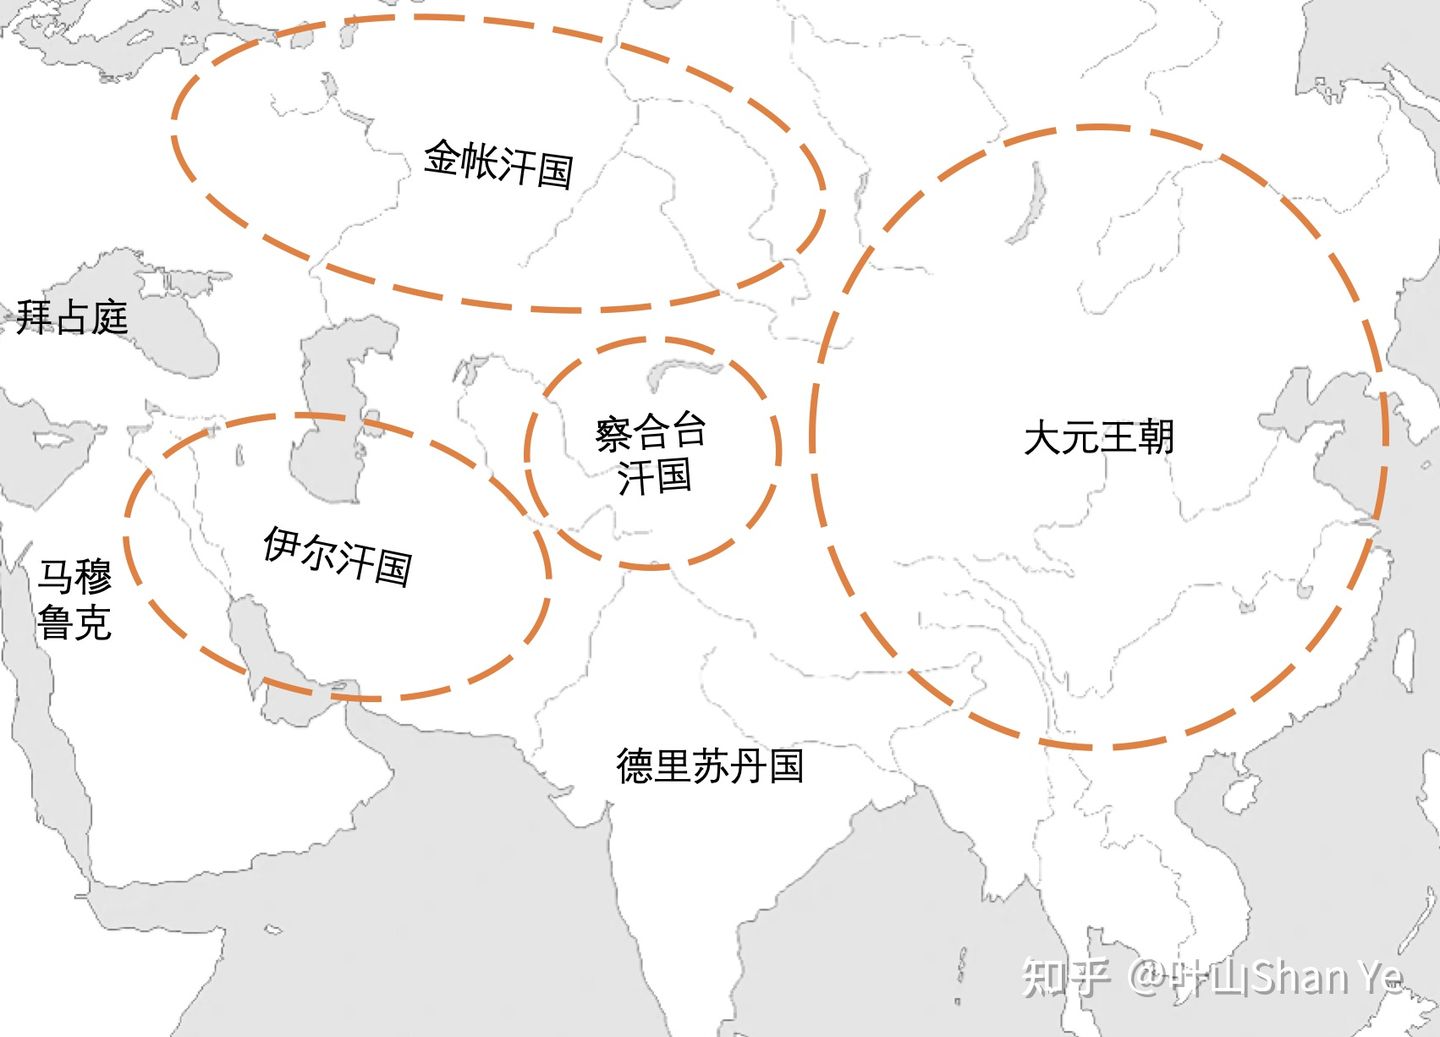 金帐汗国
拜占庭
察合台
汗国
大元王朝
伊尔汗国
马穆
鲁克
德里苏丹国
知乎 @叶山Shan Ye